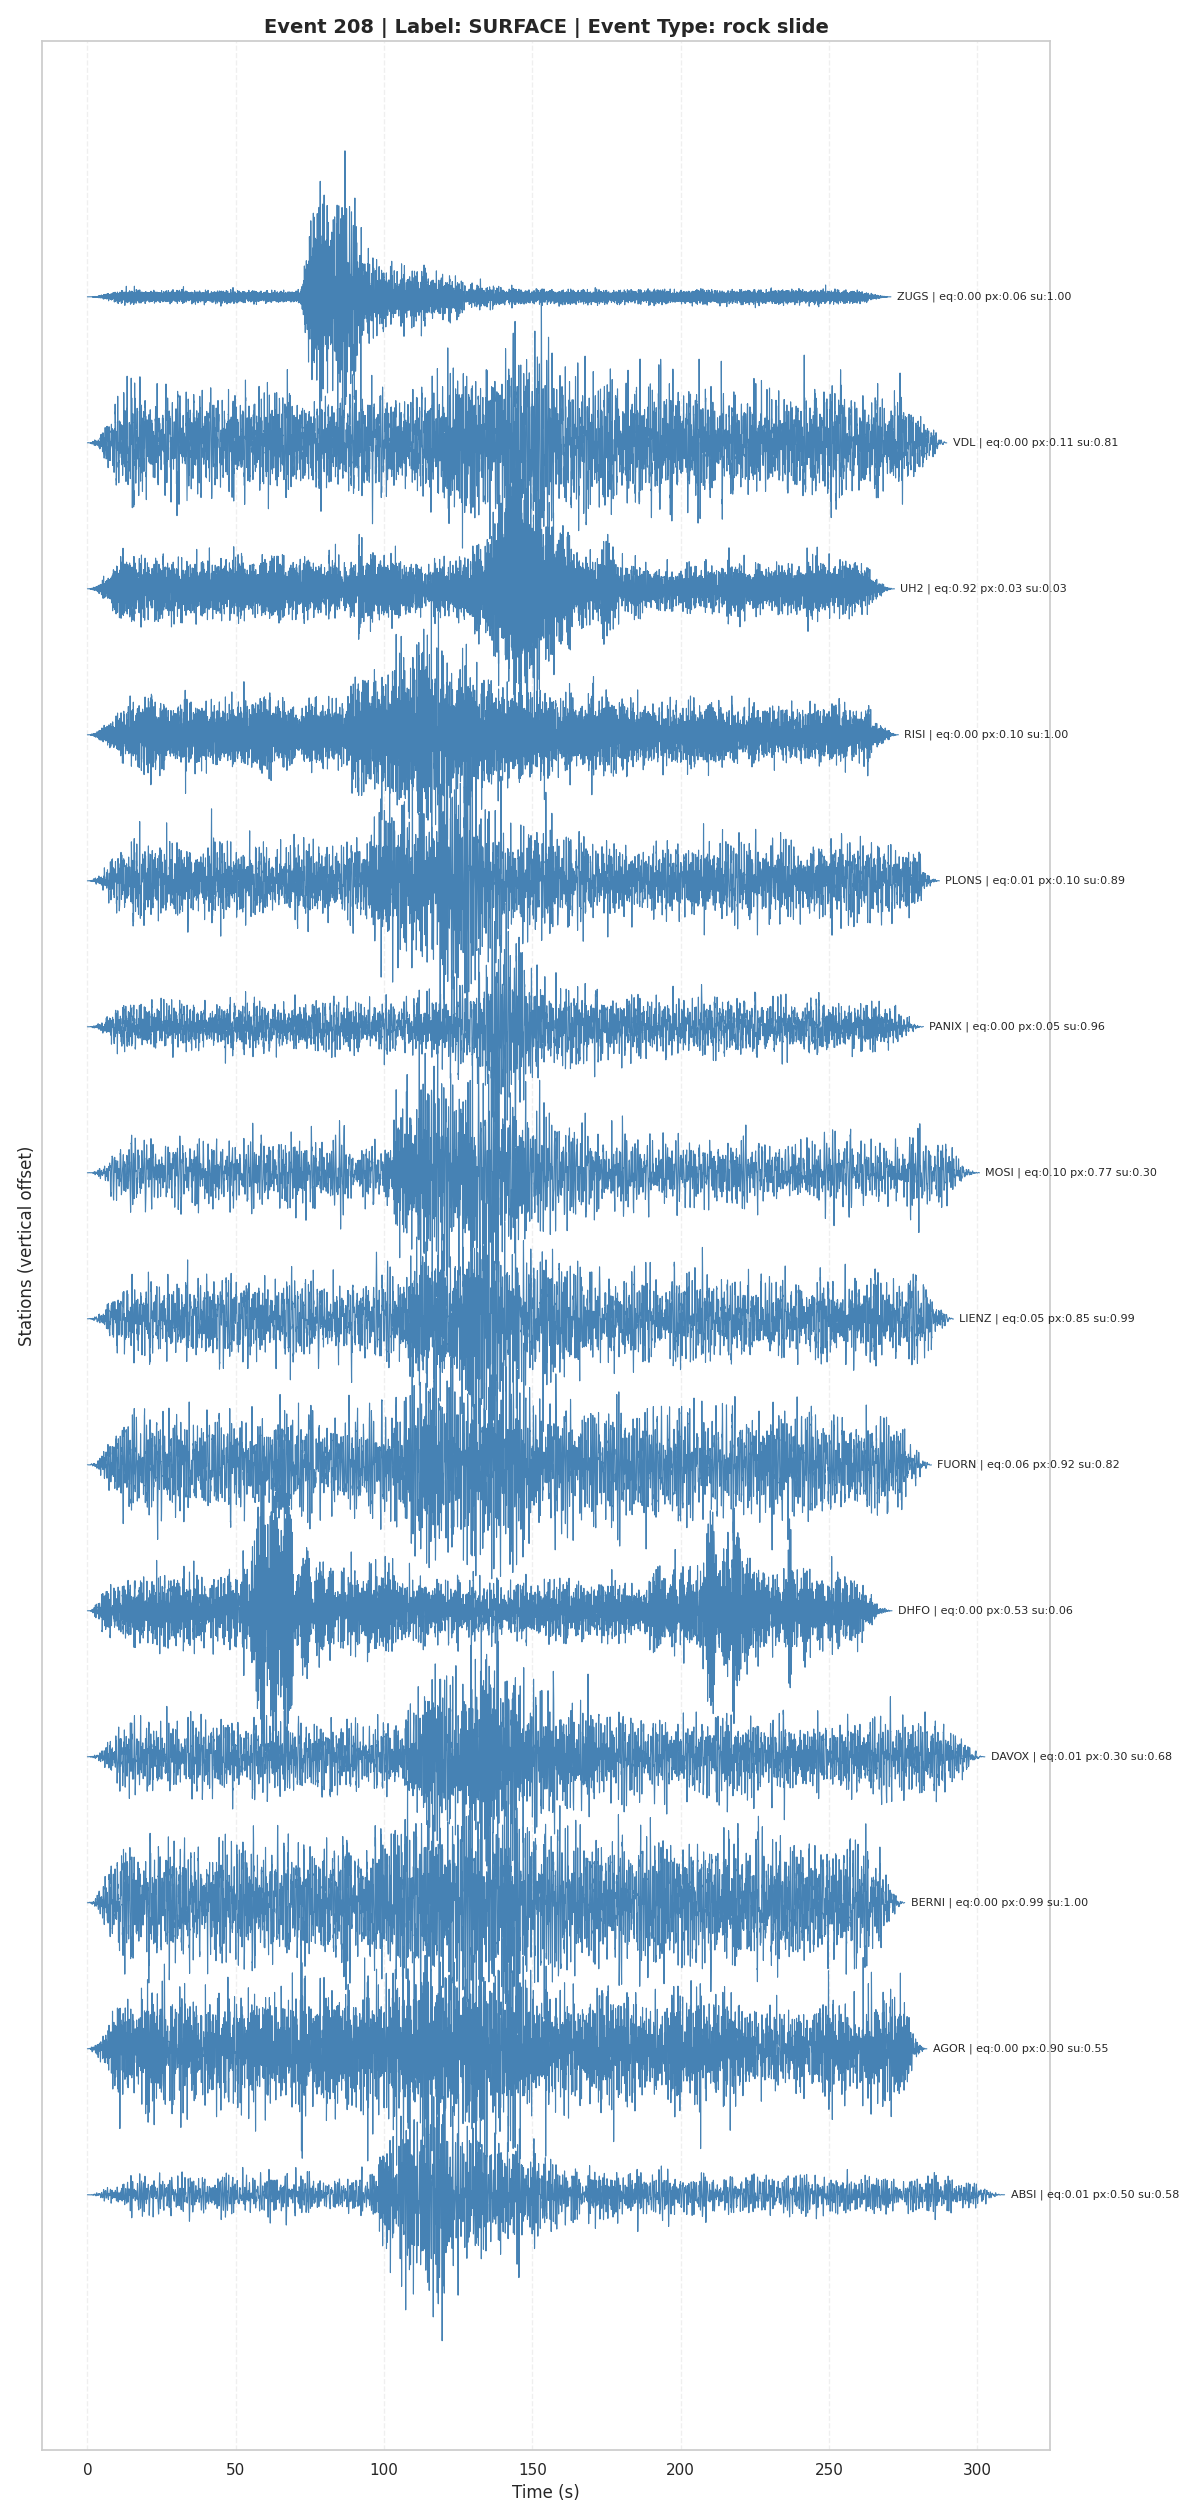 Event 208 | Label: SURFACE | Event Type: rock slide
ZUGS | eq:0.00 px:0.06 su:1.00
VDL | eq:0.00 px:0.11 su:0.81
UH2 | eq:0.92 px:0.03 su:0.03
RISI | eq:0.00 px:0.10 su:1.00
PLONS | eq:0.01 px:0.10 su:0.89
PANIX | eq:0.00 px:0.05 su:0.96
MOSI | eq:0.10 px:0.77 su:0.30
LIENZ | eq:0.05 px:0.85 su:0.99
FUORN | eq:0.06 px:0.92 su:0.82
DHFO | eq:0.00 px:0.53 su:0.06
DAVOX | eq:0.01 px:0.30 su:0.68
BERNI | eq:0.00 px:0.99 su:1.00
AGOR | eq:0.00 px:0.90 su:0.55
ABSI | eq:0.01 px:0.50 su:0.58
Stations (vertical offset)
0 50 100 150 200 250 300
Time (s)